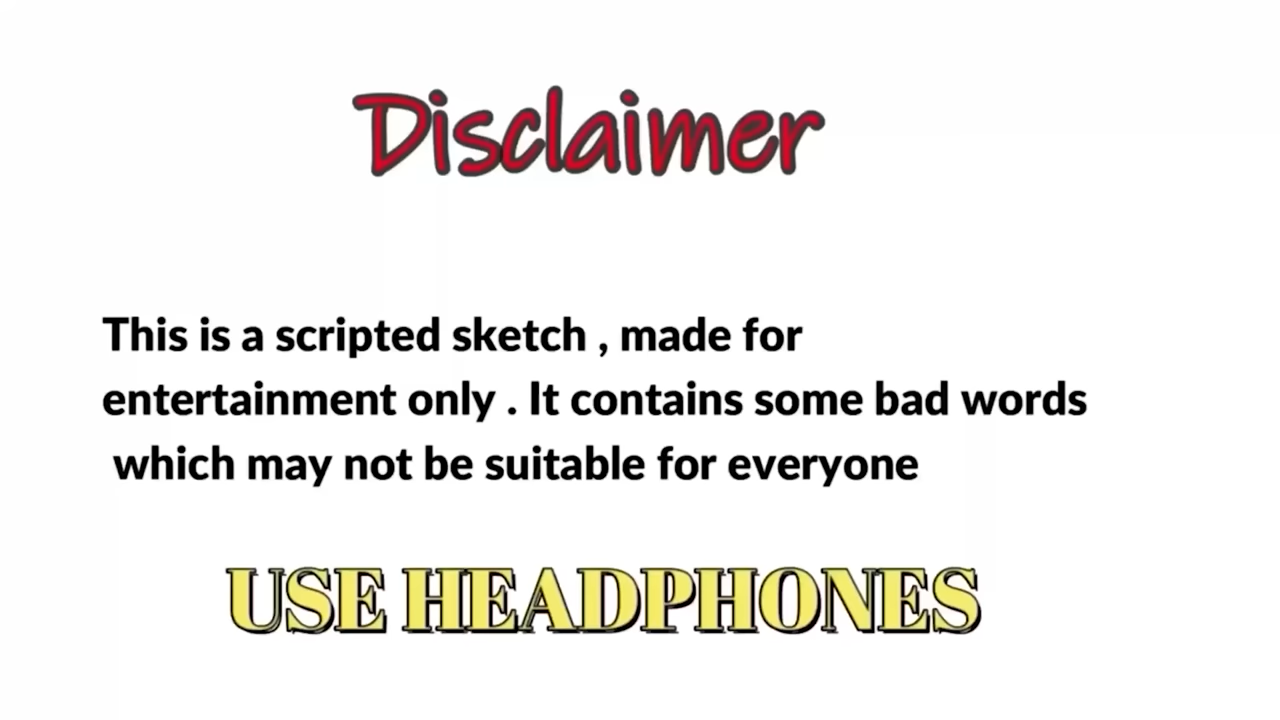 Disclaimer
This is a scripted sketch , made for
entertainment only . It contains some bad words
which may not be suitable for everyone
USE HEADPHONES